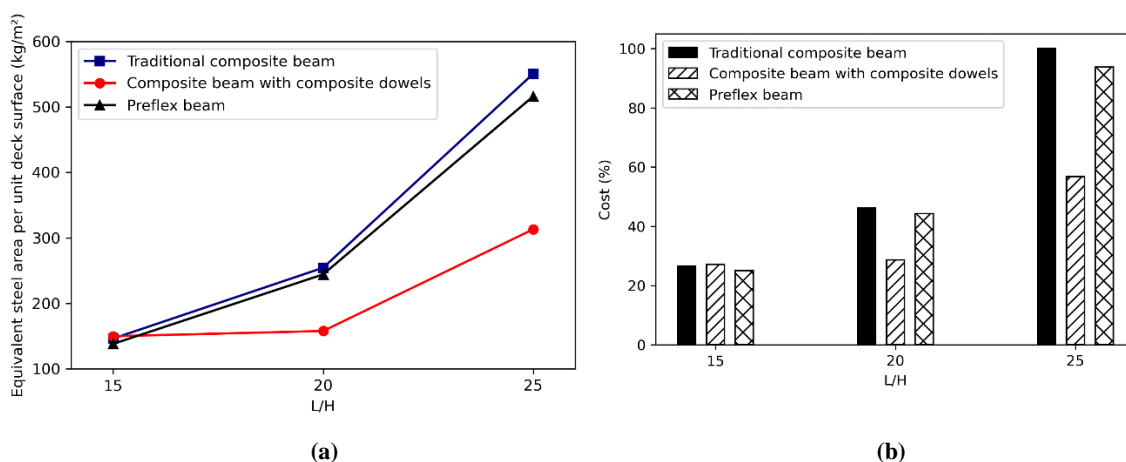 Equivalent steel area per unit deck surface (kg/m²)
600
500
400
300
200
100
Traditional composite beam
Composite beam with composite dowels
Preflex beam
15
20
25
L/H
(a)
Cost (%)
100
80
60
40
20
0
Traditional composite beam
Composite beam with composite dowels
Preflex beam
15
20
25
L/H
(b)